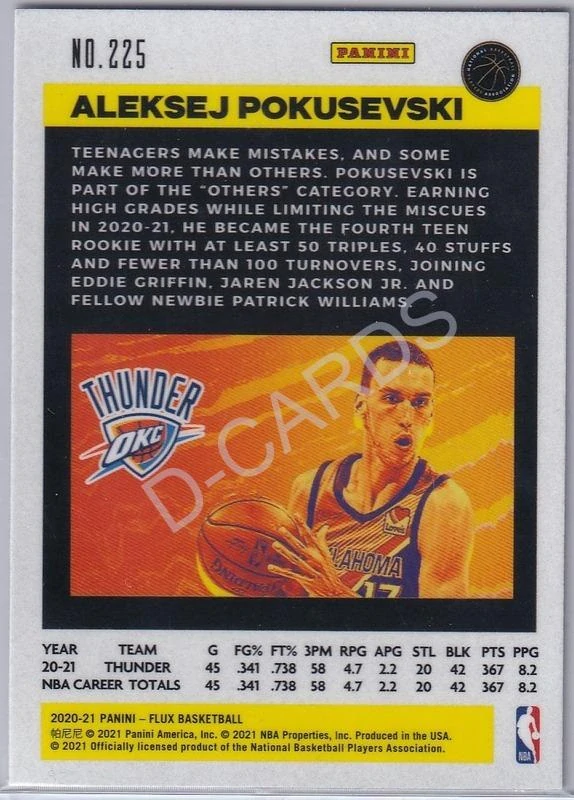 NO. 225
PANINI
NATIONAL BASKETBALL
ASSOCIATION
ALEKSEJ POKUSEVSKI
TEENAGERS MAKE MISTAKES, AND SOME
MAKE MORE THAN OTHERS. POKUSEVSKI IS
PART OF THE "OTHERS" CATEGORY. EARNING
HIGH GRADES WHILE LIMITING THE MISCUES
IN 2020-21, HE BECAME THE FOURTH TEEN
ROOKIE WITH AT LEAST 50 TRIPLES, 40 STUFFS
AND FEWER THAN 100 TURNOVERS, JOINING
EDDIE GRIFFIN, JAREN JACKSON JR. AND
FELLOW NEWBIE PATRICK WILLIAMS.
THUNDER
OKC
D-CARDS
SPALDING
Love's
KLAHOMA
17
YEAR TEAM G FG% FT% 3PM RPG APG STL BLK PTS PPG
20-21 THUNDER 45 .341 .738 58 4.7 2.2 20 42 367 8.2
NBA CAREER TOTALS 45 .341 .738 58 4.7 2.2 20 42 367 8.2
2020-21 PANINI – FLUX BASKETBALL
帕尼尼 © 2021 Panini America, Inc. © 2021 NBA Properties, Inc. Produced in the USA.
© 2021 Officially licensed product of the National Basketball Players Association.
NBA